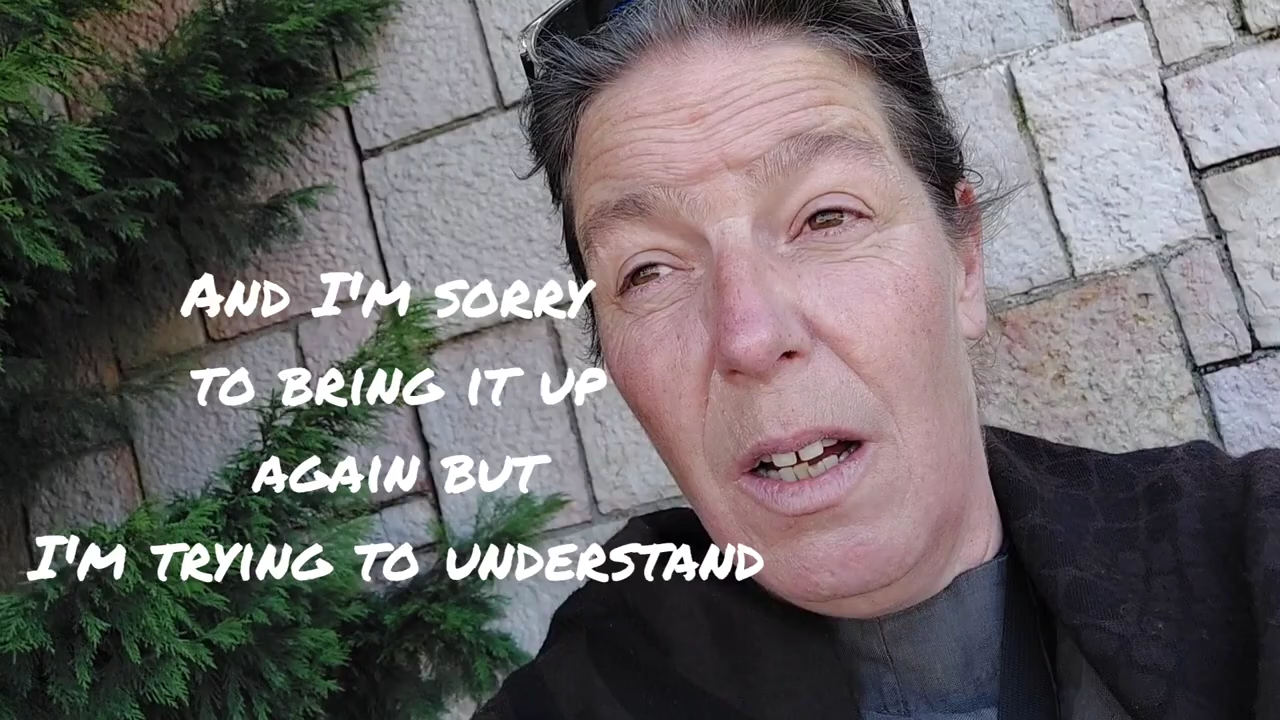 And I'm sorry
to bring it up
again but
I'm trying to understand